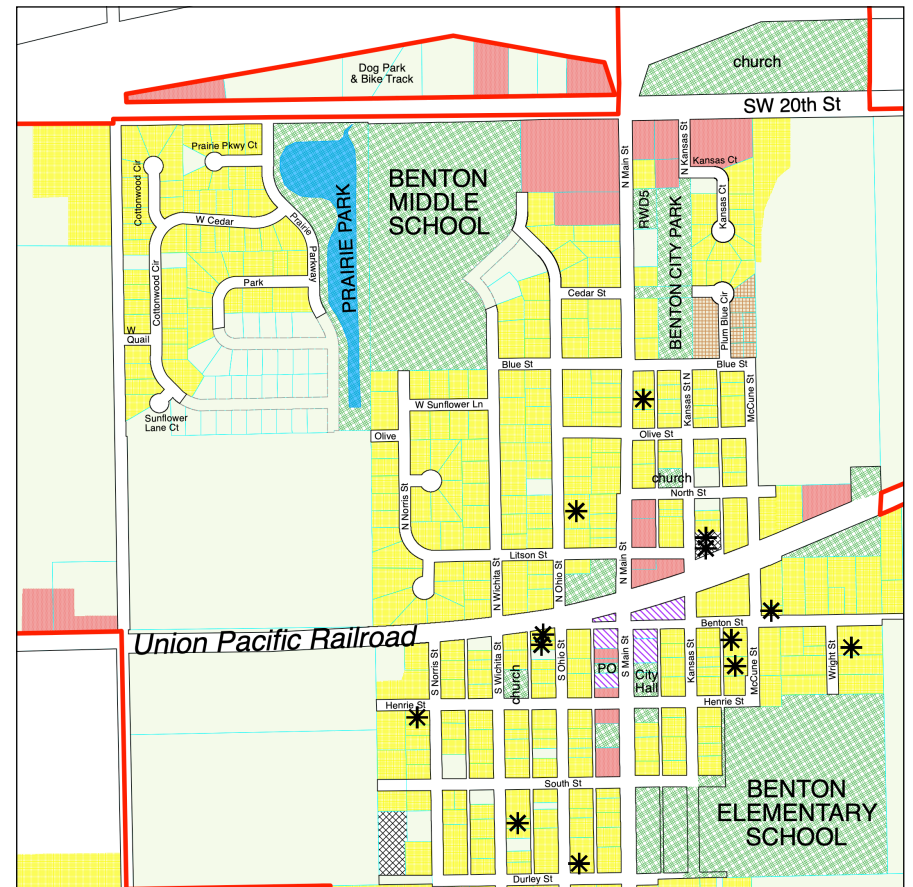 Dog Park
& Bike Track
church
SW 20th St
Prairie Pkwy Ct
Cottonwood Cir
W Cedar
Prairie
Parkway
PRAIRIE PARK
BENTON
MIDDLE
SCHOOL
N Main St
N Kansas St
Kansas Ct
Kansas Ct
RWD5
BENTON CITY PARK
Cottonwood Cir
Park
Cedar St
Plum Blue Cir
W
Quail
Blue St
Blue St
Sunflower
Lane Ct
W Sunflower Ln
Kansas St N
McCune St
Olive
Olive St
church
North St
N Norris St
Litson St
N Wichita St
N Ohio St
N Main St
Union Pacific Railroad
Benton St
S Norris St
S Wichita St
church
S Ohio St
PO
S Main St
City
Hall
Kansas St
McCune St
Wright St
Henrie St
Henrie St
South St
BENTON
ELEMENTARY
SCHOOL
Durley St